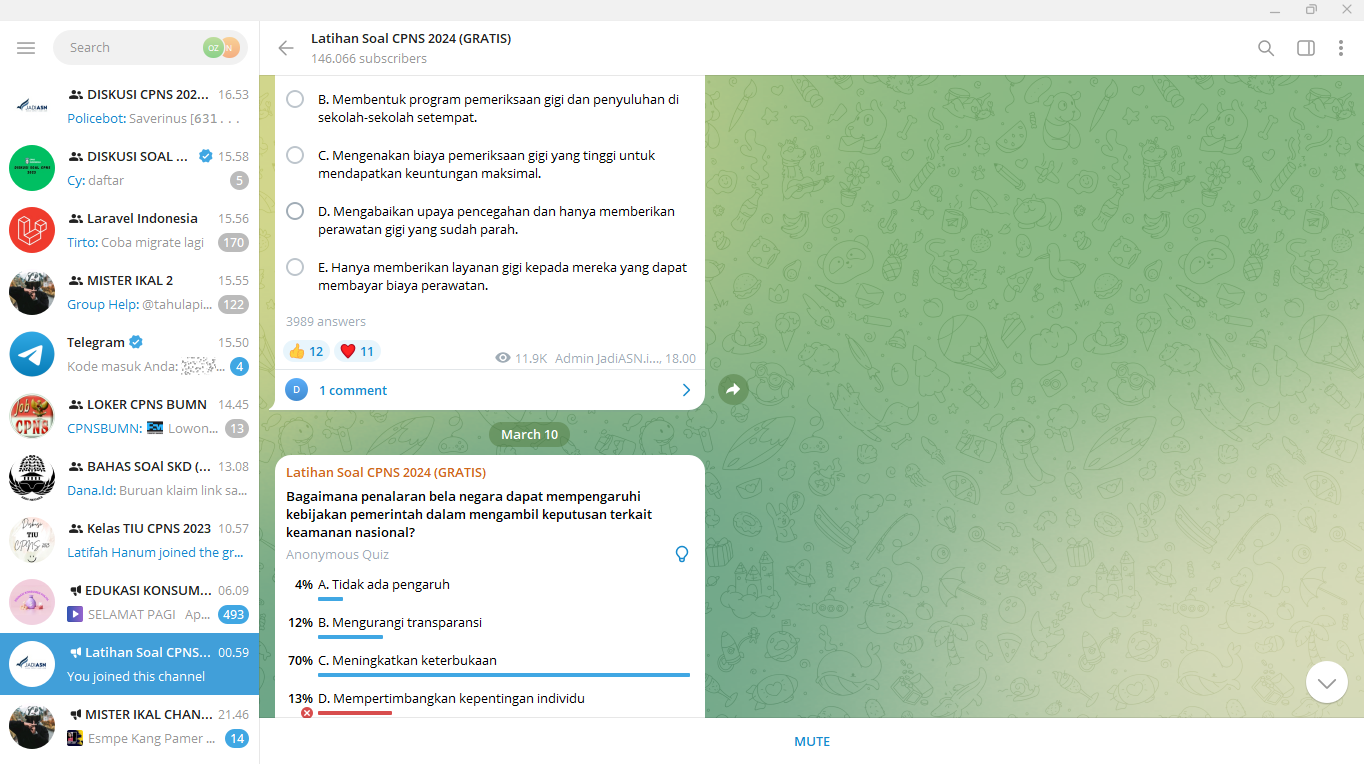 Search
OZ
N
DISKUSI CPNS 202... 16.53
Policebot: Saverinus [631...
DISKUSI SOAL ... 15.58
Cy: daftar 5
Laravel Indonesia 15.56
Tirto: Coba migrate lagi 170
MISTER IKAL 2 15.55
Group Help: @tahulapi... 122
Telegram 15.50
Kode masuk Anda: ... 4
LOKER CPNS BUMN 14.45
CPNSBUMN: Lowon... 13
BAHAS SOAl SKD (... 13.08
Dana.Id: Buruan klaim link sa...
Kelas TIU CPNS 2023 10.57
Latifah Hanum joined the gr...
EDUKASI KONSUM... 06.09
SELAMAT PAGI Ap... 493
Latihan Soal CPNS... 00.59
You joined this channel
MISTER IKAL CHAN... 21.46
Esmpe Kang Pamer ... 14
JADIASN
Job
CPNS
Diskusi
TIU
CPNS
JADIASN
Latihan Soal CPNS 2024 (GRATIS)
146.066 subscribers
B. Membentuk program pemeriksaan gigi dan penyuluhan di
sekolah-sekolah setempat.
C. Mengenakan biaya pemeriksaan gigi yang tinggi untuk
mendapatkan keuntungan maksimal.
D. Mengabaikan upaya pencegahan dan hanya memberikan
perawatan gigi yang sudah parah.
E. Hanya memberikan layanan gigi kepada mereka yang dapat
membayar biaya perawatan.
3989 answers
12 11
11.9K Admin JadiASN.i..., 18.00
D 1 comment
March 10
Latihan Soal CPNS 2024 (GRATIS)
Bagaimana penalaran bela negara dapat mempengaruhi
kebijakan pemerintah dalam mengambil keputusan terkait
keamanan nasional?
Anonymous Quiz
4% A. Tidak ada pengaruh
12% B. Mengurangi transparansi
70% C. Meningkatkan keterbukaan
13% D. Mempertimbangkan kepentingan individu
MUTE